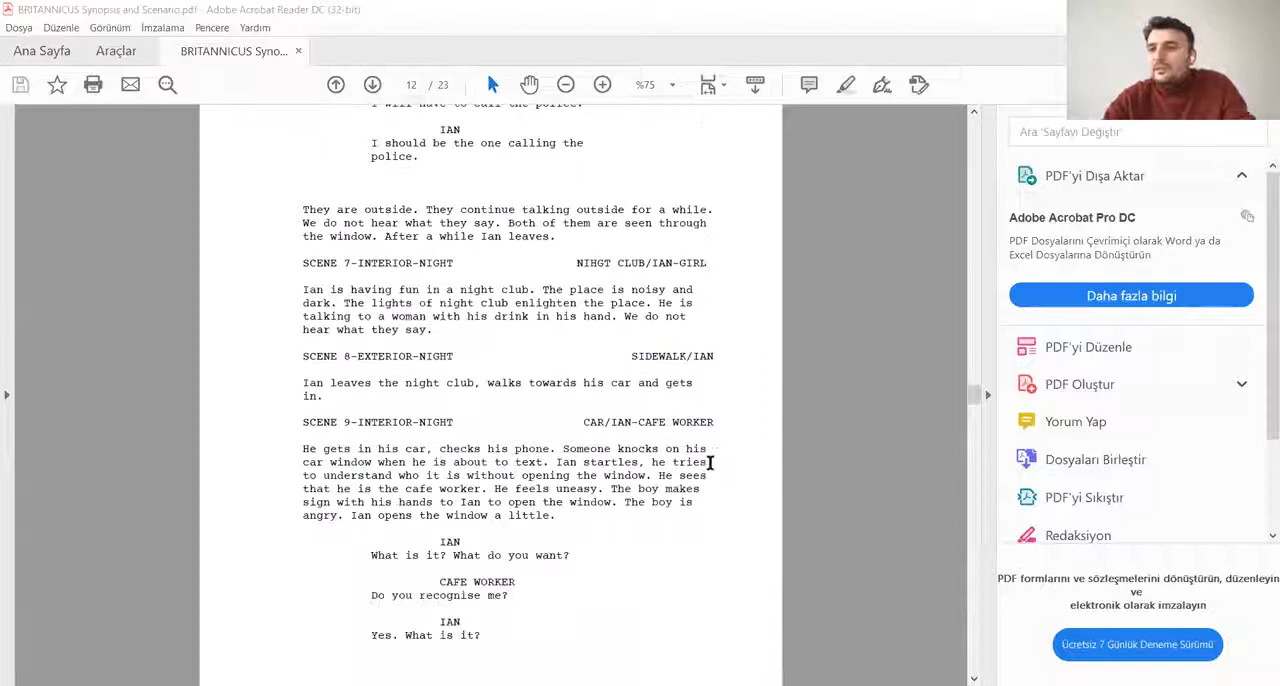 BRITANNICUS Synopsis and Scenario.pdf - Adobe Acrobat Reader DC (32-bit)
Dosya Düzenle Görünüm İmzalama Pencere Yardım
Ana Sayfa Araçlar BRITANNICUS Syno... ×
12 / 23 %75
I will have to call the police.
IAN
I should be the one calling the
police.
They are outside. They continue talking outside for a while.
We do not hear what they say. Both of them are seen through
the window. After a while Ian leaves.
SCENE 7-INTERIOR-NIGHT NIHGT CLUB/IAN-GIRL
Ian is having fun in a night club. The place is noisy and
dark. The lights of night club enlighten the place. He is
talking to a woman with his drink in his hand. We do not
hear what they say.
SCENE 8-EXTERIOR-NIGHT SIDEWALK/IAN
Ian leaves the night club, walks towards his car and gets
in.
SCENE 9-INTERIOR-NIGHT CAR/IAN-CAFE WORKER
He gets in his car, checks his phone. Someone knocks on his
car window when he is about to text. Ian startles, he tries
to understand who it is without opening the window. He sees
that he is the cafe worker. He feels uneasy. The boy makes
sign with his hands to Ian to open the window. The boy is
angry. Ian opens the window a little.
IAN
What is it? What do you want?
CAFE WORKER
Do you recognise me?
IAN
Yes. What is it?
Ara 'Sayfayı Değiştir'
PDF'yi Dışa Aktar
Adobe Acrobat Pro DC
PDF Dosyalarını Çevrimiçi olarak Word ya da
Excel Dosyalarına Dönüştürün
Daha fazla bilgi
PDF'yi Düzenle
PDF Oluştur
Yorum Yap
Dosyaları Birleştir
PDF'yi Sıkıştır
Redaksiyon
PDF formlarını ve sözleşmelerini dönüştürün, düzenleyin
ve
elektronik olarak imzalayın
Ücretsiz 7 Günlük Deneme Sürümü